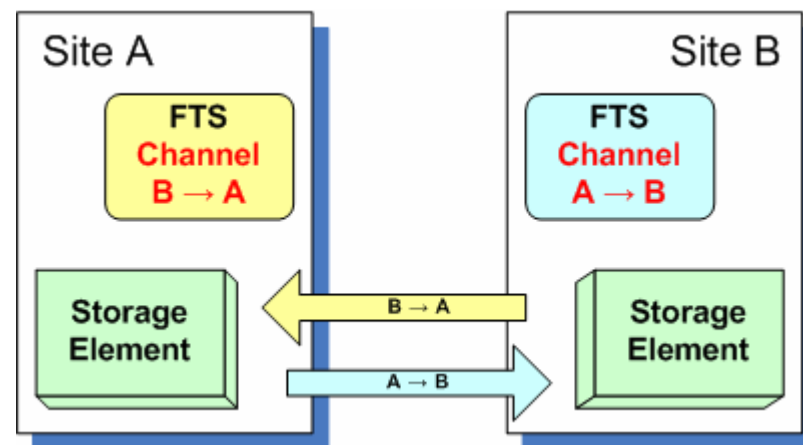 Site A
FTS
Channel
B → A
Storage
Element
Site B
FTS
Channel
A → B
Storage
Element
B → A
A → B